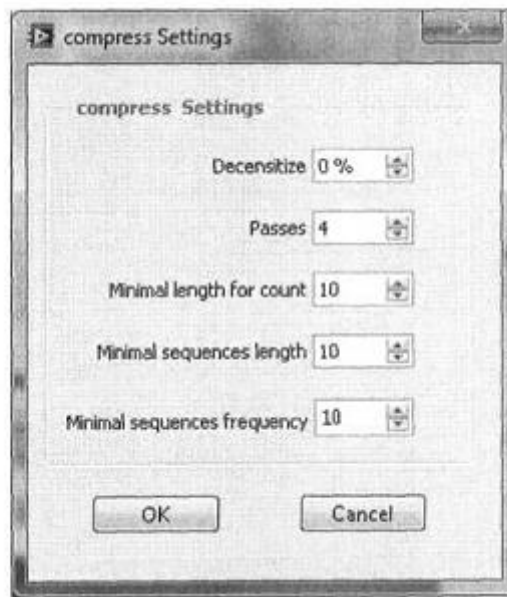 compress Settings
compress Settings
Decensitize 0 %
Passes 4
Minimal length for count 10
Minimal sequences length 10
Minimal sequences frequency 10
OK Cancel